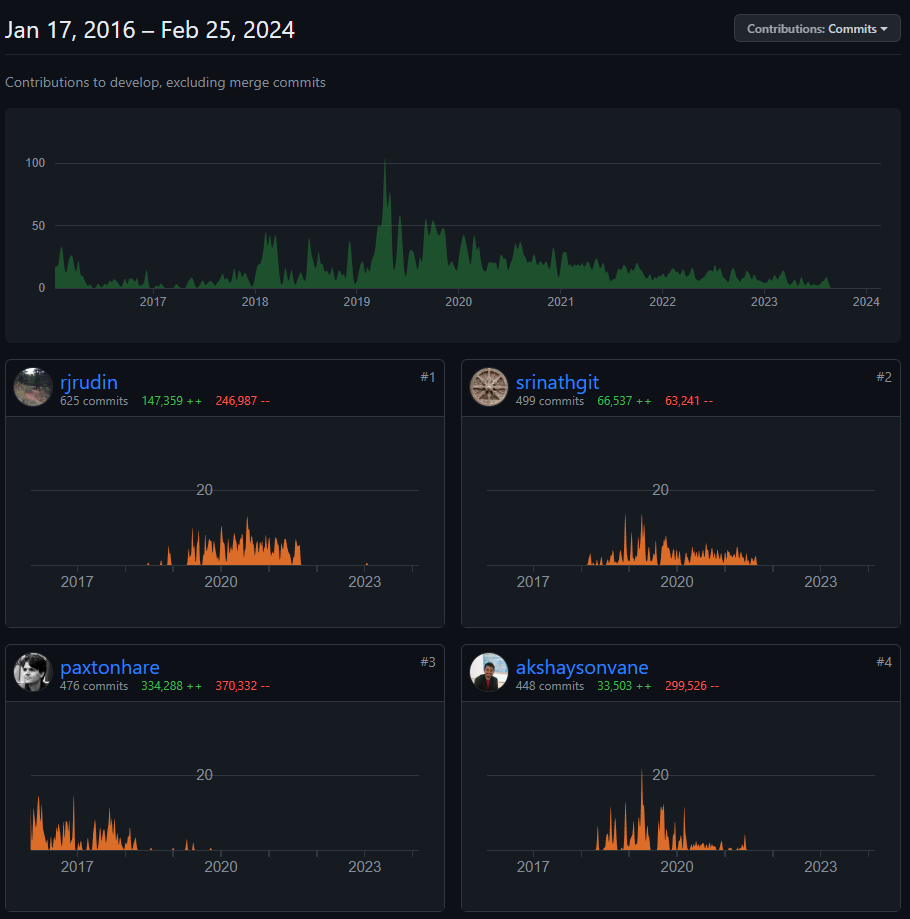 Jan 17, 2016 – Feb 25, 2024
Contributions: Commits
Contributions to develop, excluding merge commits
100
50
0
2017 2018 2019 2020 2021 2022 2023 2024
rjrudin #1
625 commits 147,359 ++ 246,987 --
20
2017 2020 2023
srinathgit #2
499 commits 66,537 ++ 63,241 --
20
2017 2020 2023
paxtonhare #3
476 commits 334,288 ++ 370,332 --
20
2017 2020 2023
akshaysonvane #4
448 commits 33,503 ++ 299,526 --
20
2017 2020 2023